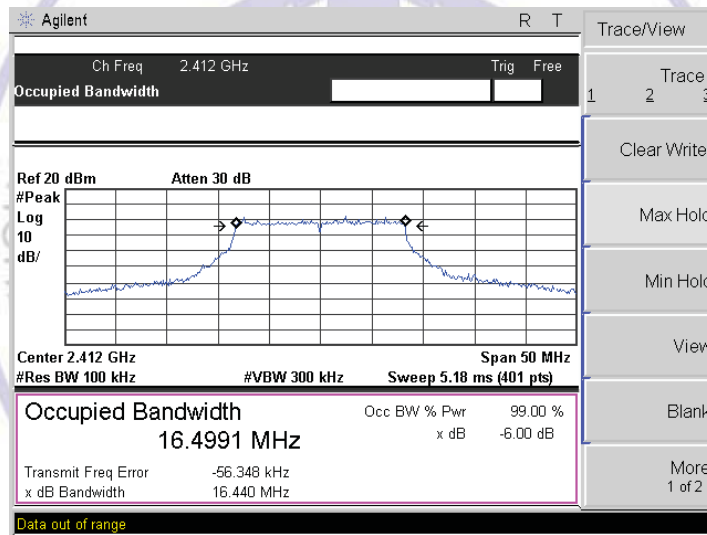 Agilent R T
Trace/View
Ch Freq 2.412 GHz Trig Free
Occupied Bandwidth
Trace
1 2 3
Clear Write
Max Hold
Min Hold
View
Blank
More
1 of 2
Ref 20 dBm Atten 30 dB
#Peak
Log
10
dB/
Center 2.412 GHz Span 50 MHz
#Res BW 100 kHz #VBW 300 kHz Sweep 5.18 ms (401 pts)
Occupied Bandwidth
16.4991 MHz
Occ BW % Pwr 99.00 %
x dB -6.00 dB
Transmit Freq Error -56.348 kHz
x dB Bandwidth 16.440 MHz
Data out of range